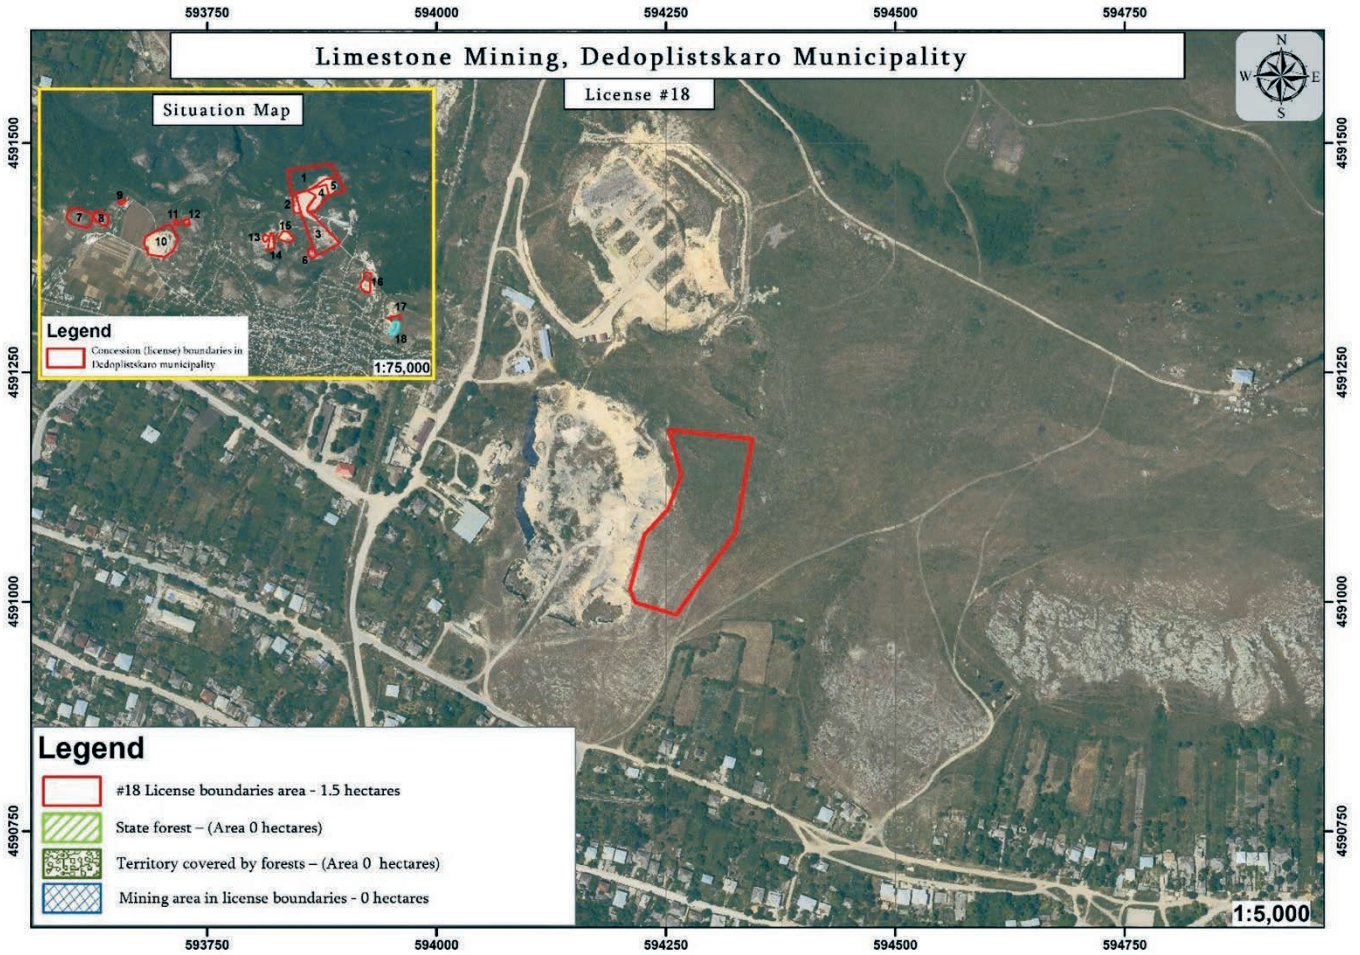 593750 594000 594250 594500 594750
Limestone Mining, Dedoplistskaro Municipality
License #18
N
W E
S
Situation Map
1
5
4
2
3
6
7
8
9
10
11 12
13
14
15
16
17
18
Legend
Concession (license) boundaries in
Dedoplistskaro municipality
1:75,000
4591500 4591500
4591250 4591250
4591000 4591000
4590750 4590750
Legend
#18 License boundaries area - 1.5 hectares
State forest – (Area 0 hectares)
Territory covered by forests – (Area 0 hectares)
Mining area in license boundaries - 0 hectares
1:5,000
593750 594000 594250 594500 594750